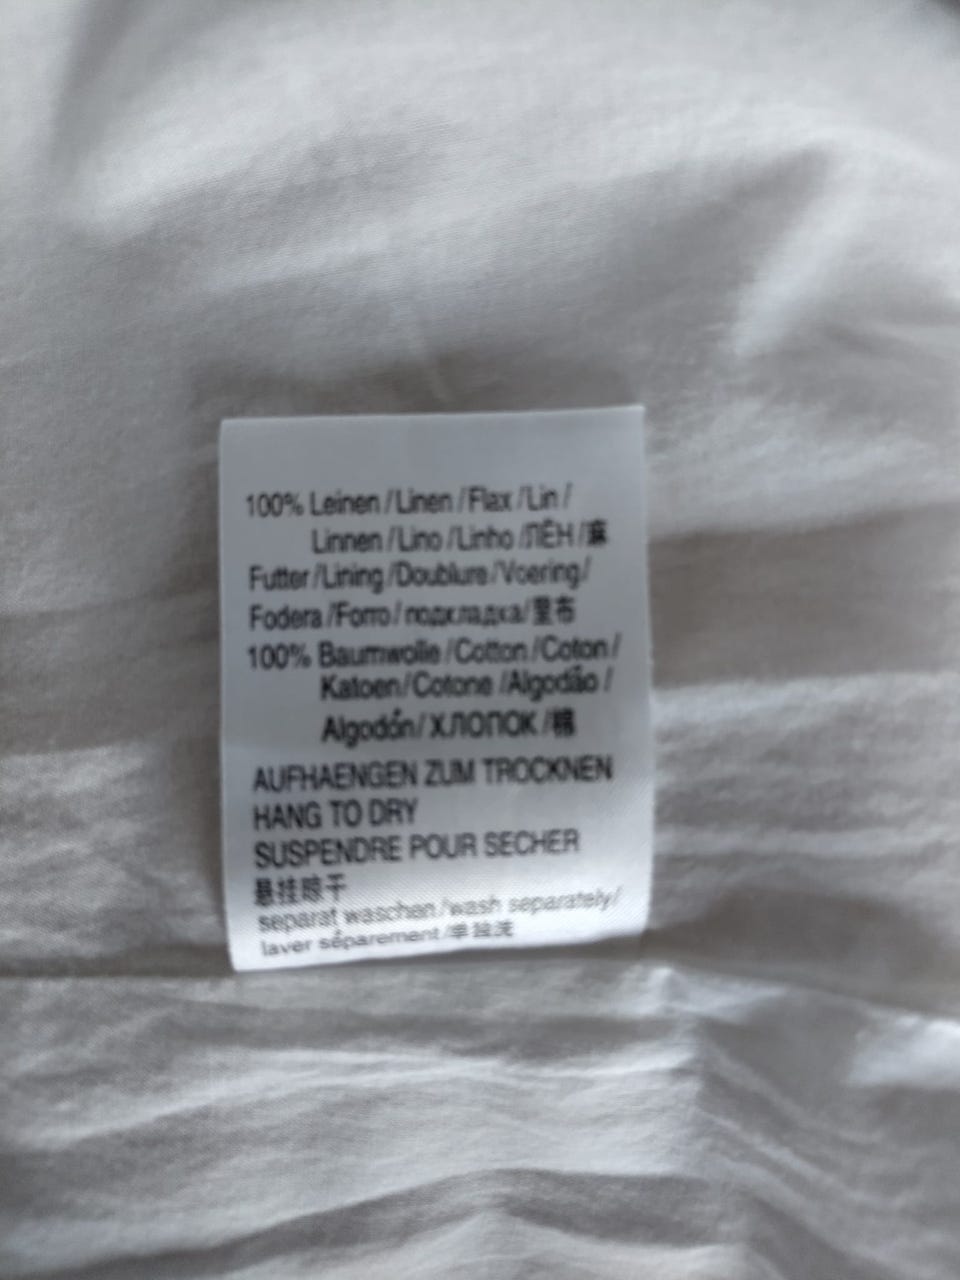 100% Leinen/Linen/Flax/Lin/
Linnen/Lino/Linho/ЛЁН/麻
Futter/Lining/Doublure/Voering/
Fodera/Forro/подкладка/里布
100% Baumwolle/Cotton/Coton/
Katoen/Cotone/Algodão/
Algodón/ХЛОПОК/棉
AUFHAENGEN ZUM TROCKNEN
HANG TO DRY
SUSPENDRE POUR SECHER
悬挂晾干
separat waschen/wash separately/
laver séparement/单独洗